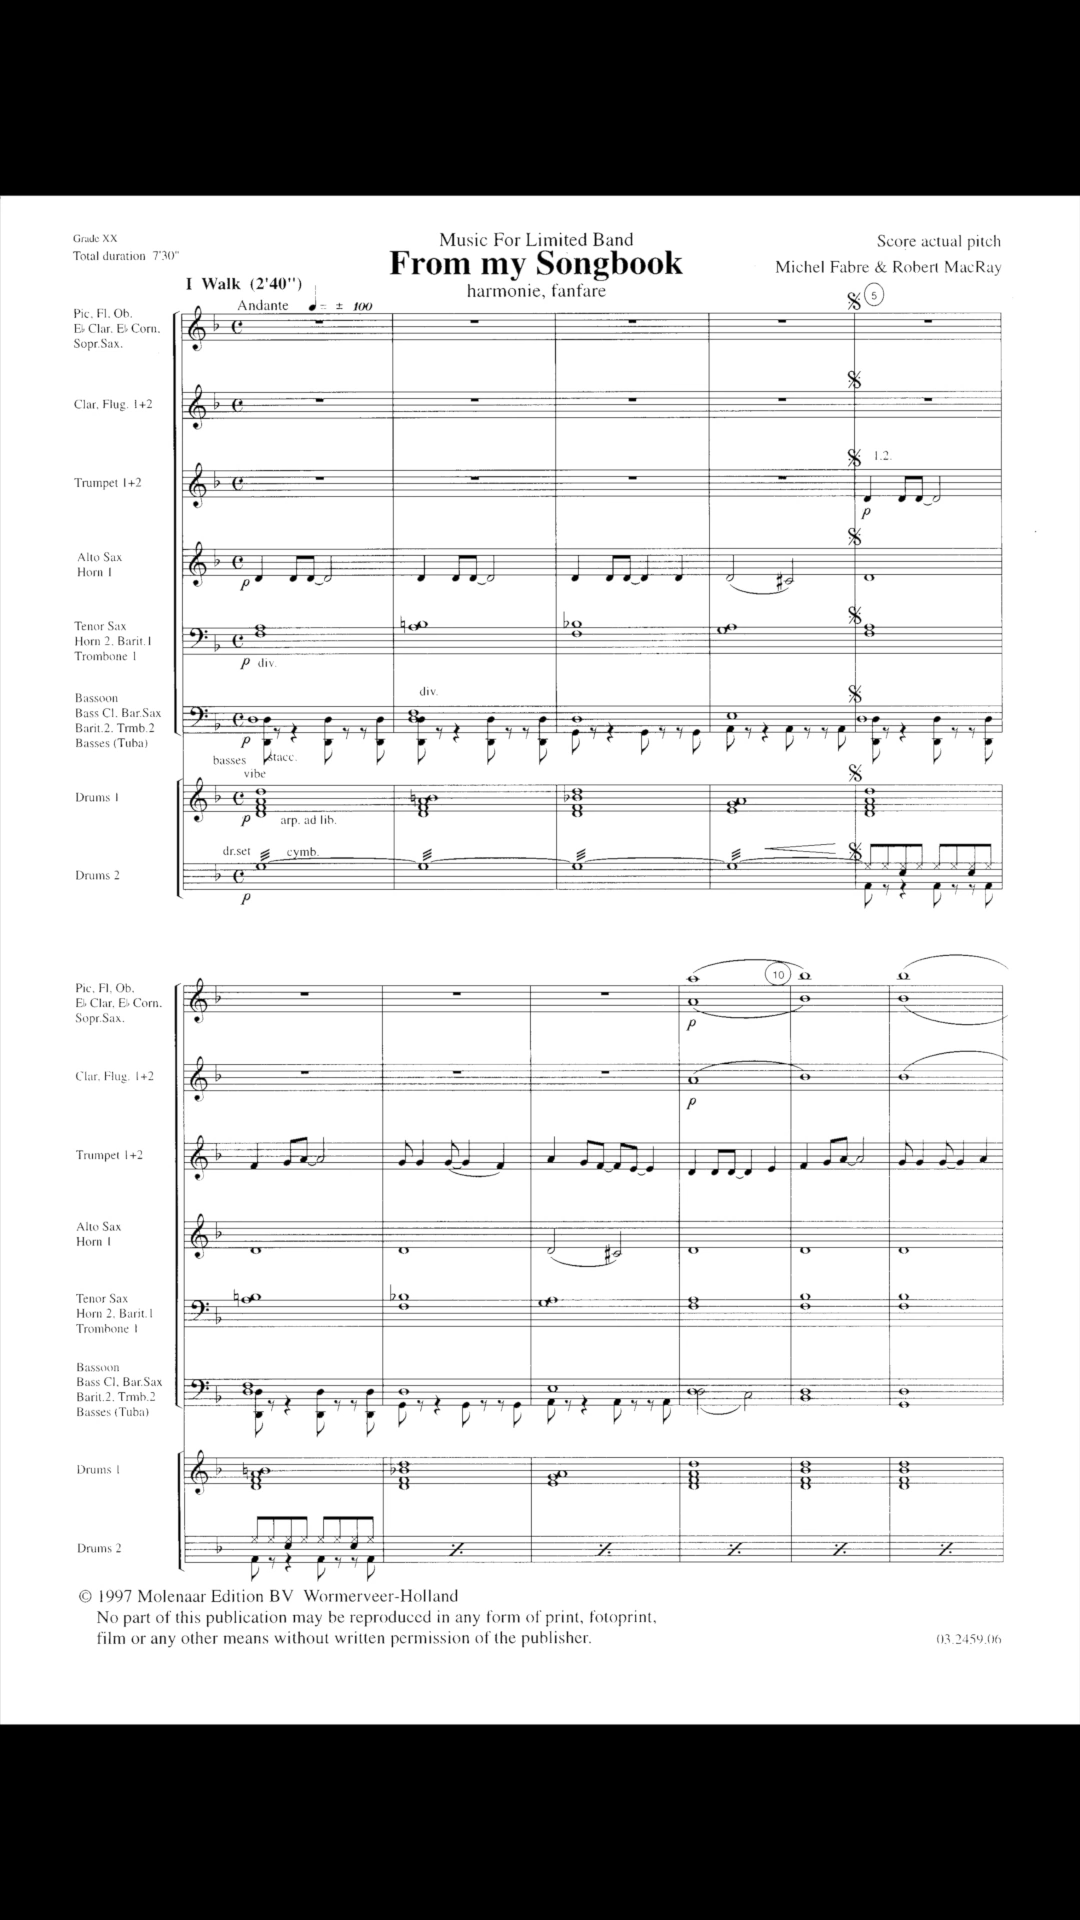 Grade XX
Total duration 7'30"
Music For Limited Band
From my Songbook
harmonie, fanfare
Score actual pitch
Michel Fabre & Robert MacRay
I Walk (2'40")
Andante ♩= ± 100
5
Pic. Fl. Ob.
E♭ Clar. E♭ Corn.
Sopr.Sax.
Clar. Flug. 1+2
Trumpet 1+2
1.2.
p
Alto Sax
Horn 1
p
Tenor Sax
Horn 2. Barit.1
Trombone 1
p div.
Bassoon
Bass Cl. Bar.Sax
Barit.2. Trmb.2
Basses (Tuba)
div.
p
basses stacc.
vibe
Drums 1
p arp. ad lib.
dr.set cymb.
Drums 2
p
10
Pic. Fl. Ob.
E♭ Clar. E♭ Corn.
Sopr.Sax.
p
Clar. Flug. 1+2
p
Trumpet 1+2
Alto Sax
Horn 1
Tenor Sax
Horn 2. Barit.1
Trombone 1
Bassoon
Bass Cl. Bar.Sax
Barit.2. Trmb.2
Basses (Tuba)
Drums 1
Drums 2
© 1997 Molenaar Edition BV Wormerveer-Holland
No part of this publication may be reproduced in any form of print, fotoprint,
film or any other means without written permission of the publisher.
03.2459.06